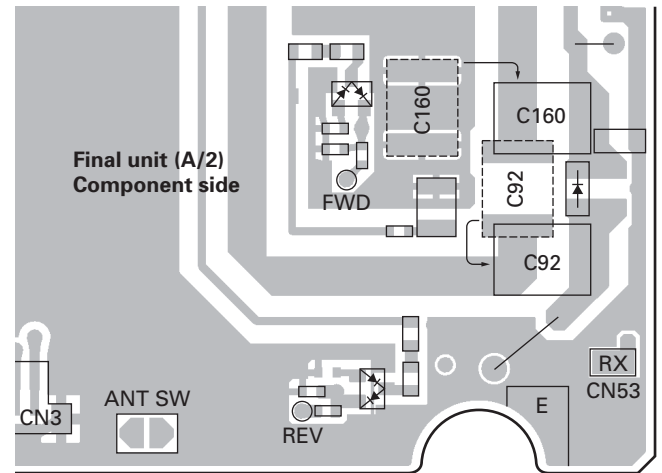 C160
C160
Final unit (A/2)
Component side
C92
FWD
C92
RX
CN53
ANT SW
E
CN3
REV